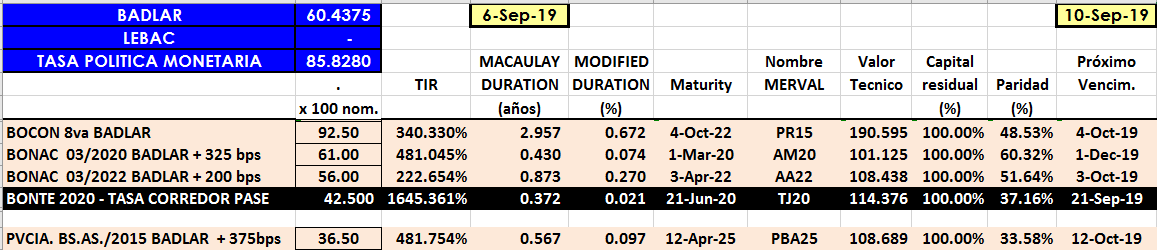 BADLAR 60.4375 6-Sep-19 10-Sep-19
LEBAC -
TASA POLITICA MONETARIA 85.8280 MACAULAY MODIFIED Nombre Valor Capital Próximo
. TIR DURATION DURATION Maturity MERVAL Tecnico residual Paridad Vencim.
x 100 nom. (años) (%) (%) (%)
BOCON 8va BADLAR 92.50 340.330% 2.957 0.672 4-Oct-22 PR15 190.595 100.00% 48.53% 4-Oct-19
BONAC 03/2020 BADLAR + 325 bps 61.00 481.045% 0.430 0.074 1-Mar-20 AM20 101.125 100.00% 60.32% 1-Dec-19
BONAC 03/2022 BADLAR + 200 bps 56.00 222.654% 0.873 0.270 3-Apr-22 AA22 108.438 100.00% 51.64% 3-Oct-19
BONTE 2020 - TASA CORREDOR PASE 42.500 1645.361% 0.372 0.021 21-Jun-20 TJ20 114.376 100.00% 37.16% 21-Sep-19
PVCIA. BS.AS./2015 BADLAR + 375bps 36.50 481.754% 0.567 0.097 12-Apr-25 PBA25 108.689 100.00% 33.58% 12-Oct-19